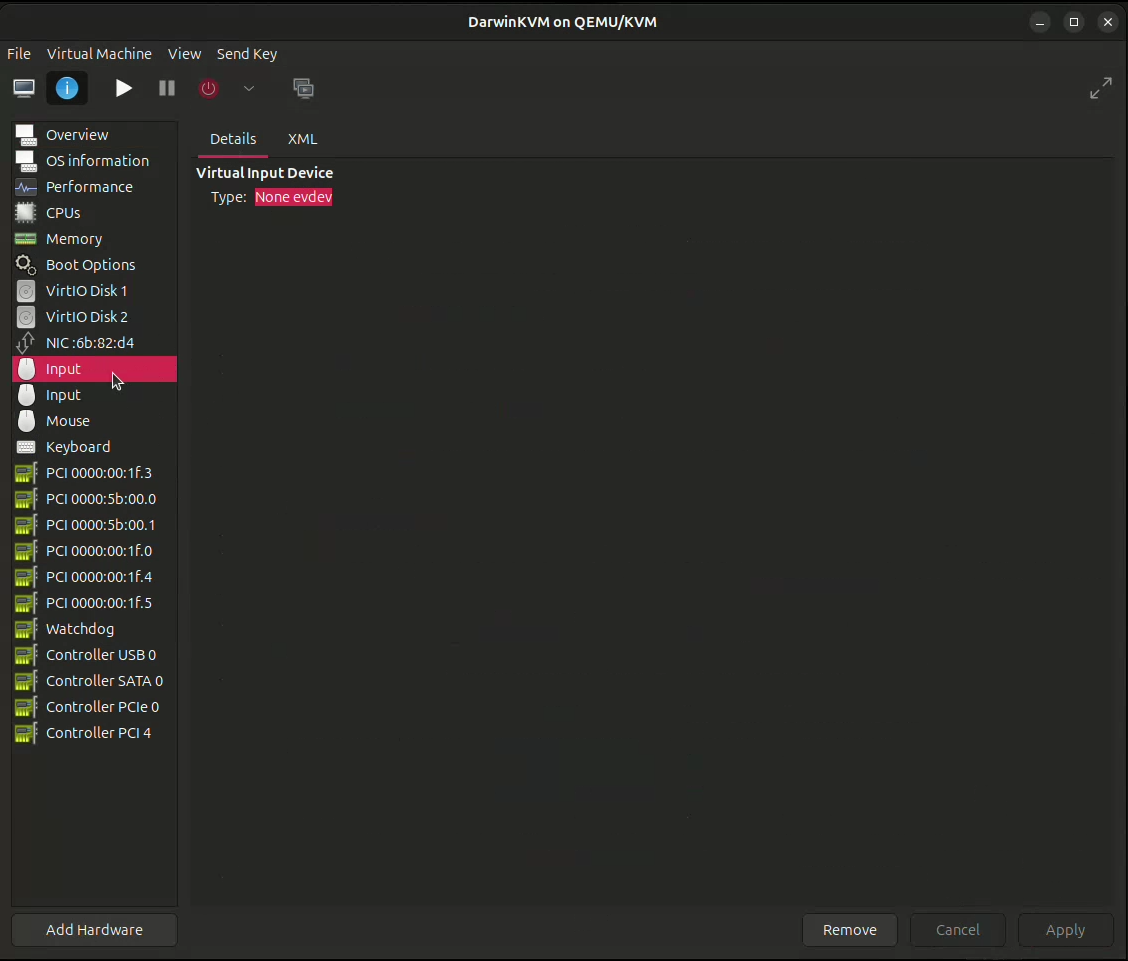 DarwinKVM on QEMU/KVM
File Virtual Machine View Send Key
Details XML
Overview
OS information
Performance
CPUs
Memory
Boot Options
VirtIO Disk 1
VirtIO Disk 2
NIC :6b:82:d4
Input
Input
Mouse
Keyboard
PCI 0000:00:1f.3
PCI 0000:5b:00.0
PCI 0000:5b:00.1
PCI 0000:00:1f.0
PCI 0000:00:1f.4
PCI 0000:00:1f.5
Watchdog
Controller USB 0
Controller SATA 0
Controller PCIe 0
Controller PCI 4
Virtual Input Device
Type: None evdev
Add Hardware
Remove Cancel Apply